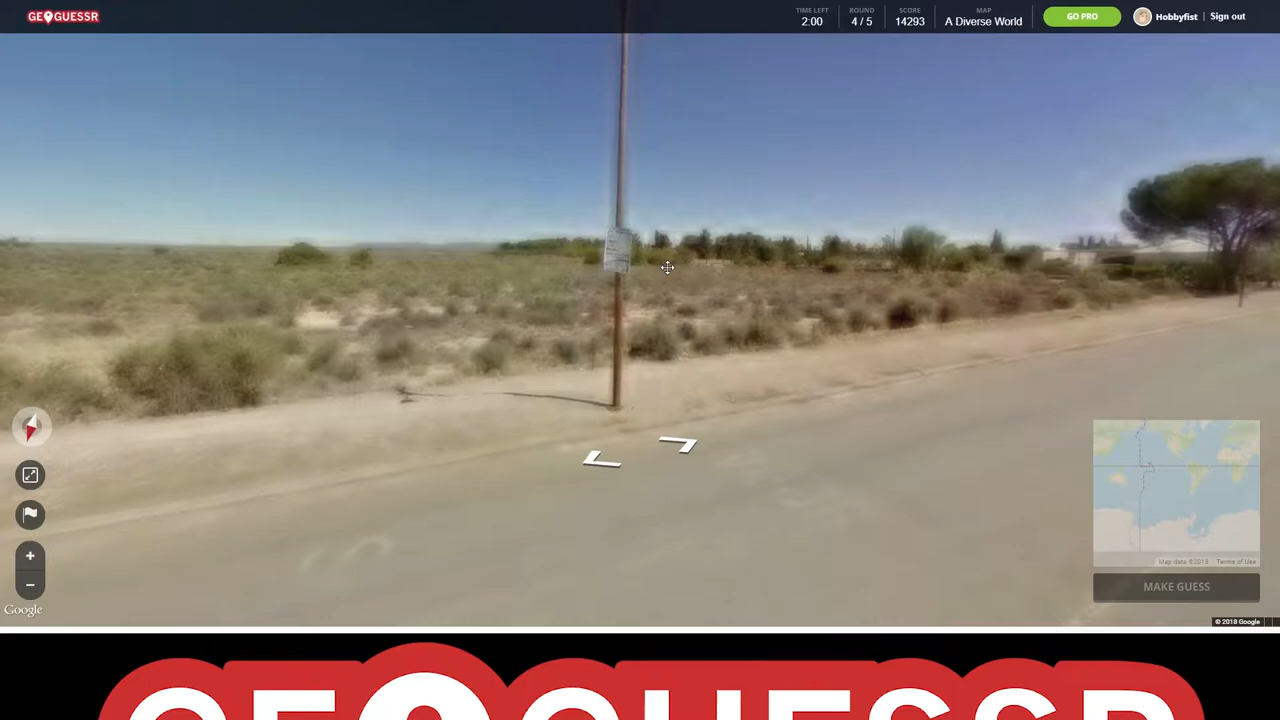 GEOGUESSR
TIME LEFT
2:00
ROUND
4 / 5
SCORE
14293
MAP
A Diverse World
GO PRO
Hobbyfist
Sign out
Map data ©2018
Terms of Use
MAKE GUESS
Google
© 2018 Google
GEOGUESSR